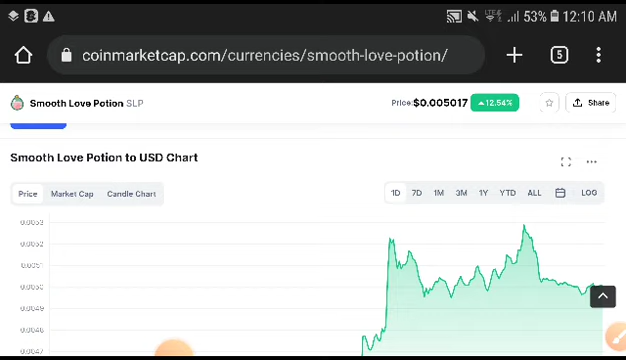 53% 12:10 AM
coinmarketcap.com/currencies/smooth-love-potion/
5
Smooth Love Potion SLP
Price: $0.005017 ▲12.54%
Share
Smooth Love Potion to USD Chart
Price Market Cap Candle Chart
1D 7D 1M 3M 1Y YTD ALL LOG
0.0053
0.0052
0.0051
0.0050
0.0049
0.0048
0.0047